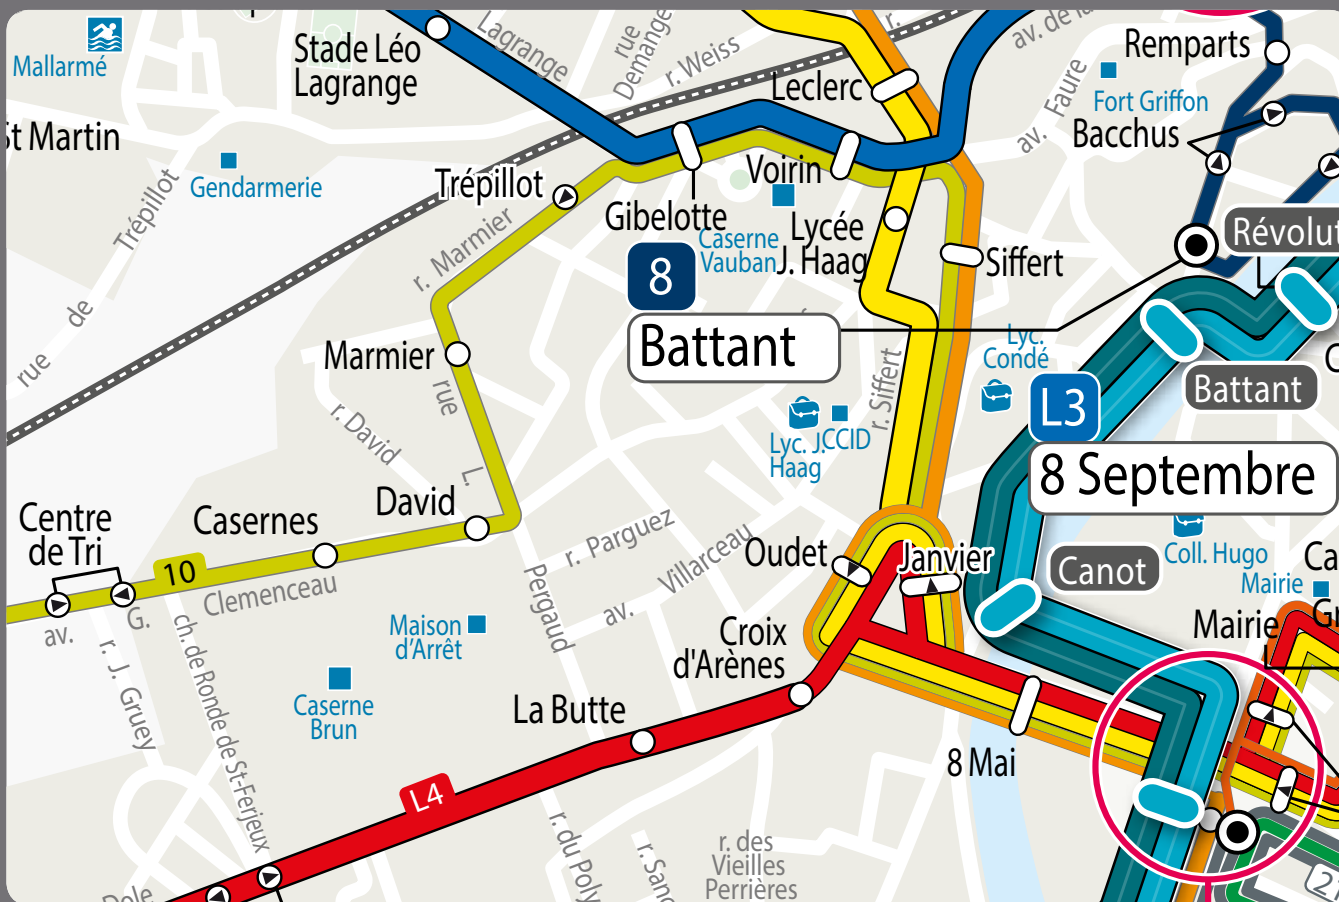 Mallarmé
Stade Léo
Lagrange
Lagrange
rue
Demange
r. Weiss
r.
Leclerc
Remparts
Fort Griffon
av. Faure
Bacchus
St Martin
Gendarmerie
rue de Trépillot
Trépillot
r. Marmier
Gibelotte
Voirin
Caserne
Vauban
Lycée
J. Haag
Siffert
Révolut
8
Battant
Lyc.
Condé
Marmier
rue
L.
r. David
r. Siffert
Lyc. J.
Haag
CCID
L3
8 Septembre
Battant
Centre
de Tri
Casernes
David
10
av.
G.
Clemenceau
r. Parguez
av. Villarceau
Pergaud
Oudet
Janvier
Canot
Coll. Hugo
Mairie
Mairie
Ca
Gr
Maison
d'Arrêt
Croix
d'Arènes
r. J. Gruey
ch. de Ronde de St-Ferjeux
Caserne
Brun
La Butte
8 Mai
L4
r. du Poly
r. des
Vieilles
Perrières
Dole